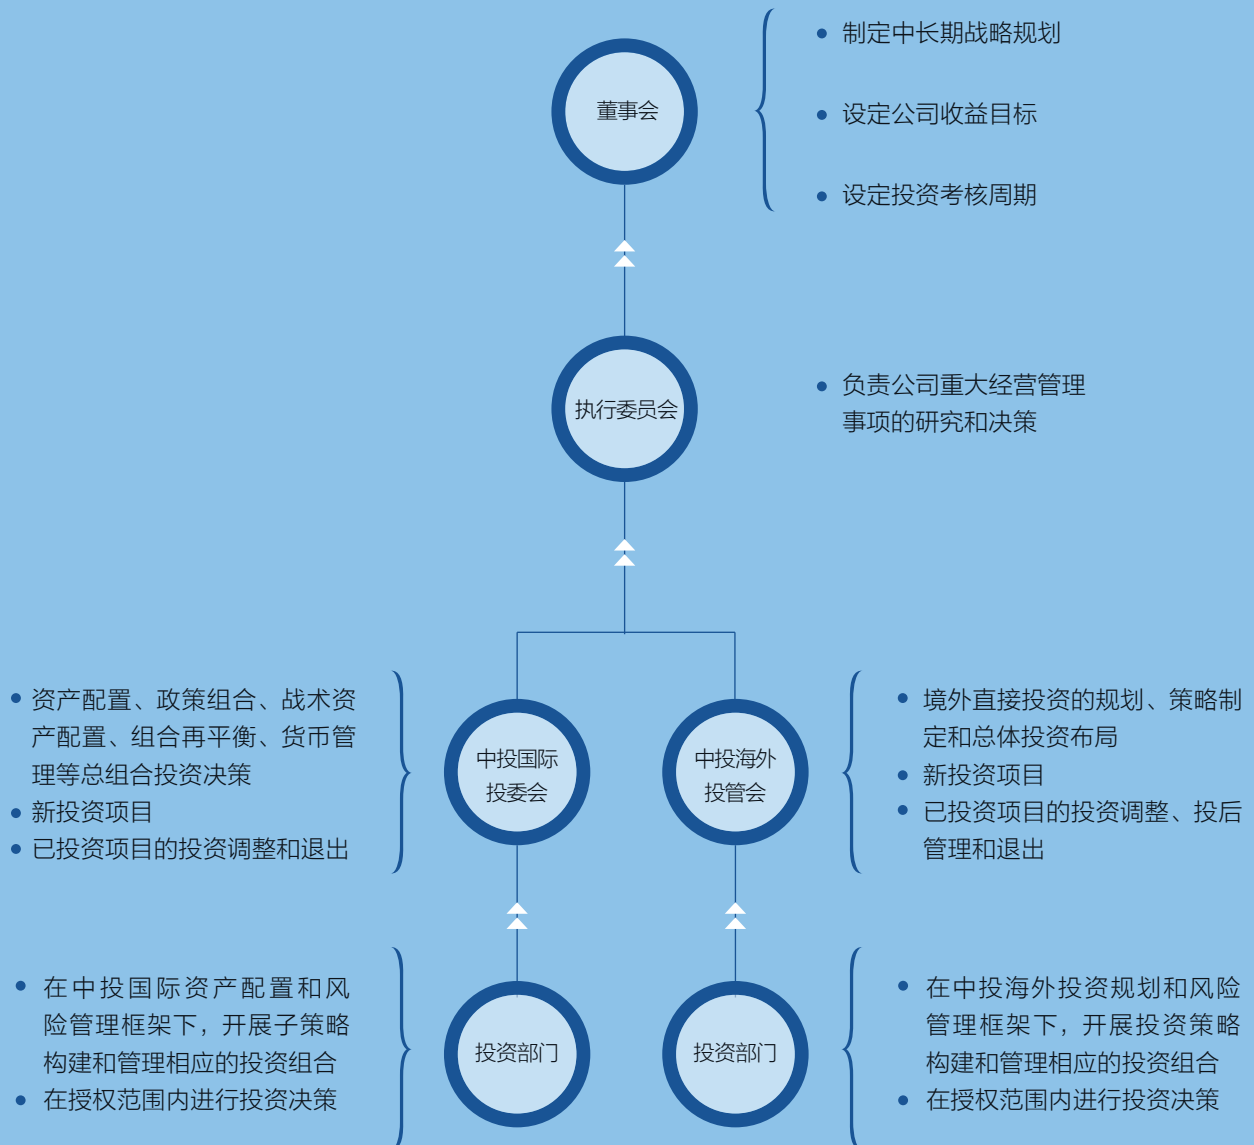 董事会
制定中长期战略规划
设定公司收益目标
设定投资考核周期
执行委员会
负责公司重大经营管理
事项的研究和决策
资产配置、政策组合、战术资
产配置、组合再平衡、货币管
理等总组合投资决策
新投资项目
已投资项目的投资调整和退出
中投国际
投委会
中投海外
投管会
境外直接投资的规划、策略制
定和总体投资布局
新投资项目
已投资项目的投资调整、投后
管理和退出
在中投国际资产配置和风
险管理框架下，开展子策略
构建和管理相应的投资组合
在授权范围内进行投资决策
投资部门
投资部门
在中投海外投资规划和风险
管理框架下，开展投资策略
构建和管理相应的投资组合
在授权范围内进行投资决策